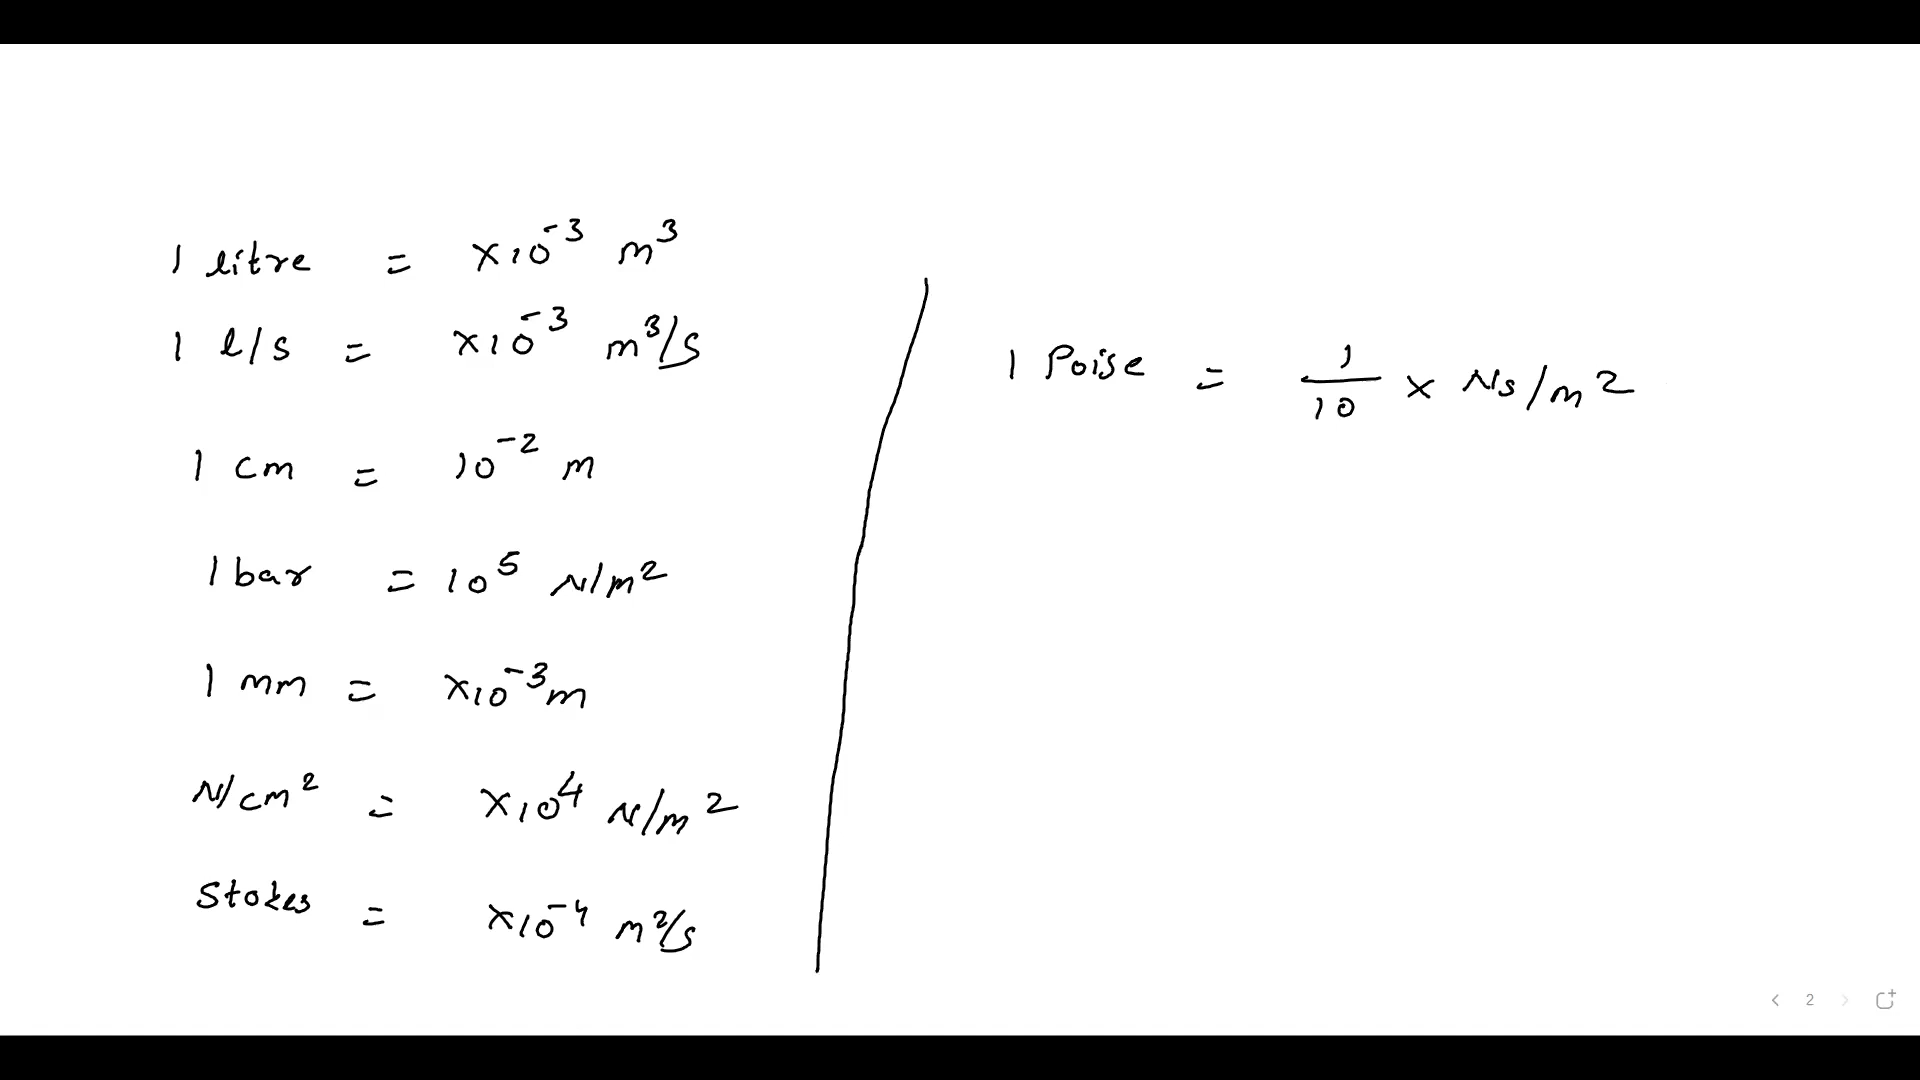 1 litre = ×10⁻³ m³
1 l/s = ×10⁻³ m³/s
1 cm = 10⁻² m
1 bar = 10⁵ N/m²
1 mm = ×10⁻³ m
N/cm² = ×10⁴ N/m²
Stokes = ×10⁻⁴ m²/s
1 Poise = 1/10 × Ns/m²
2